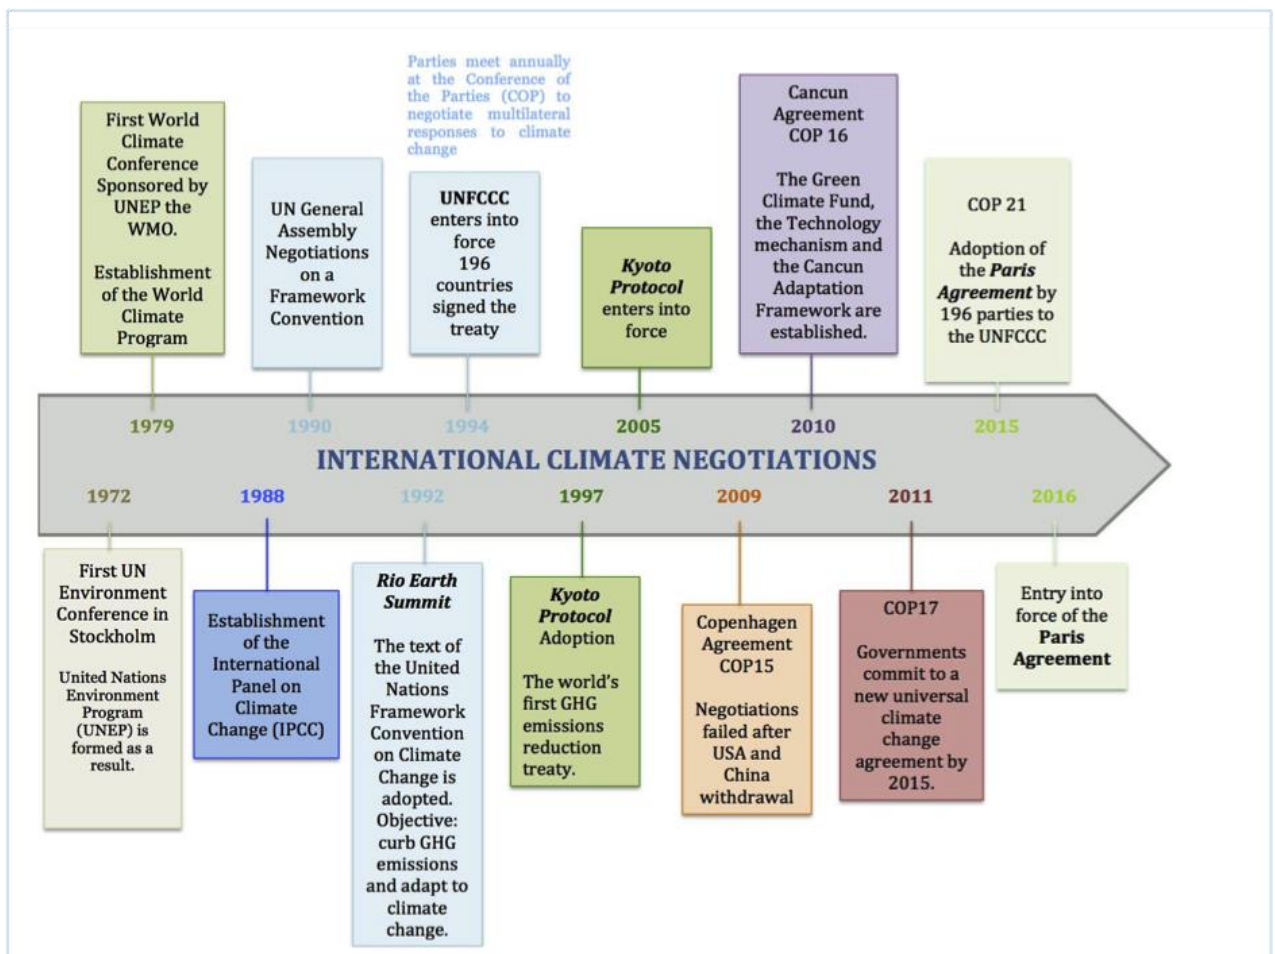 Parties meet annually
at the Conference of
the Parties (COP) to
negotiate multilateral
responses to climate
change
First World
Climate
Conference
Sponsored by
UNEP the
WMO.
Establishment
of the World
Climate
Program
UN General
Assembly
Negotiations
on a
Framework
Convention
UNFCCC
enters into
force
196
countries
signed the
treaty
Kyoto
Protocol
enters into
force
Cancun
Agreement
COP 16
The Green
Climate Fund,
the Technology
mechanism and
the Cancun
Adaptation
Framework are
established.
COP 21
Adoption of
the Paris
Agreement by
196 parties to
the UNFCCC
1979
1990
1994
2005
2010
2015
INTERNATIONAL CLIMATE NEGOTIATIONS
1972
1988
1992
1997
2009
2011
2016
First UN
Environment
Conference in
Stockholm
United Nations
Environment
Program
(UNEP) is
formed as a
result.
Establishment
of the
International
Panel on
Climate
Change (IPCC)
Rio Earth
Summit
The text of
the United
Nations
Framework
Convention
on Climate
Change is
adopted.
Objective:
curb GHG
emissions
and adapt to
climate
change.
Kyoto
Protocol
Adoption
The world's
first GHG
emissions
reduction
treaty.
Copenhagen
Agreement
COP15
Negotiations
failed after
USA and
China
withdrawal
COP17
Governments
commit to a
new universal
climate
change
agreement by
2015.
Entry into
force of the
Paris
Agreement